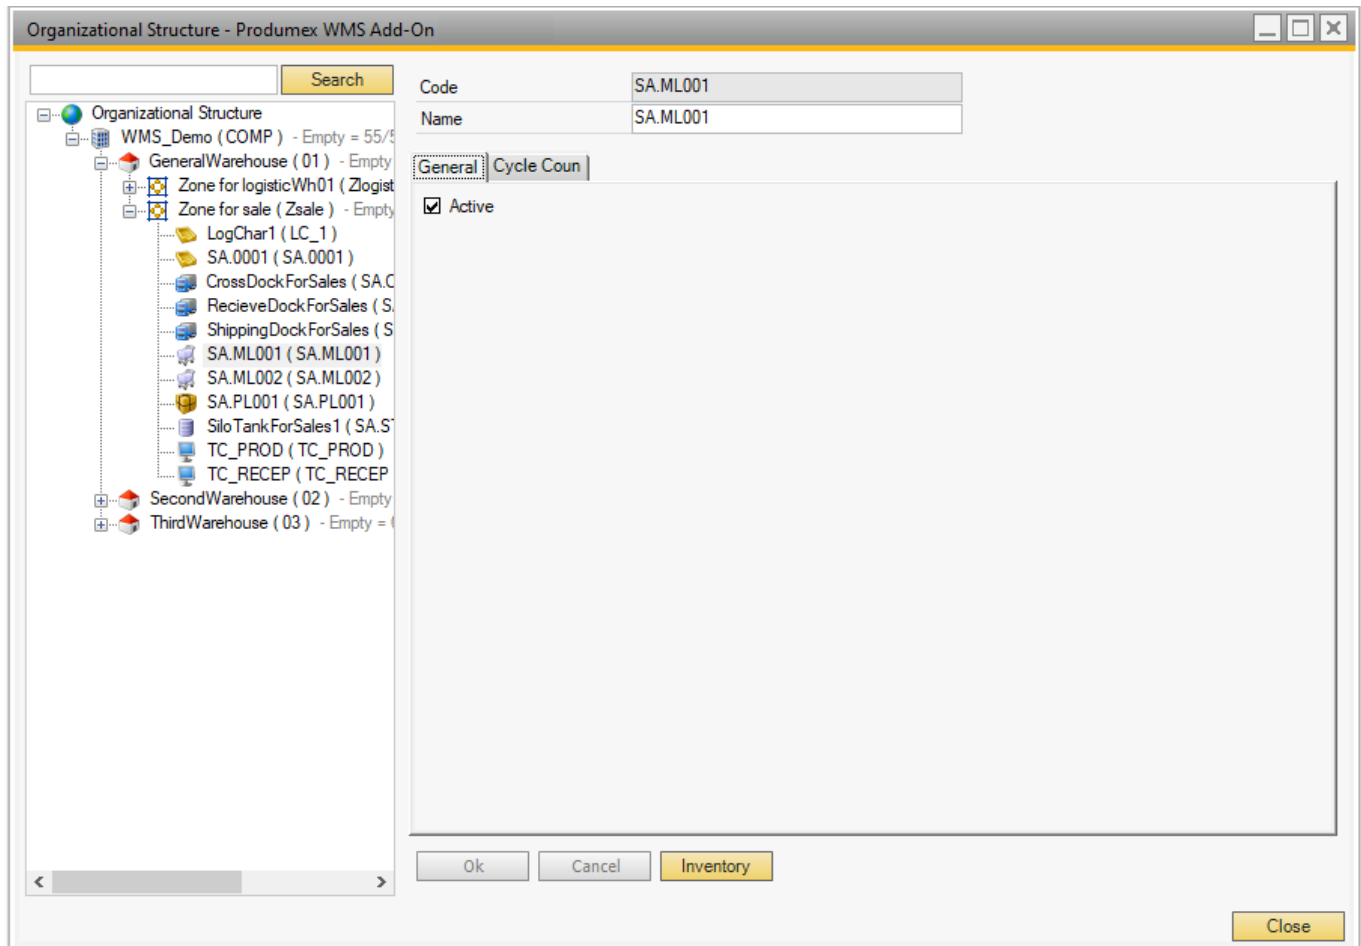 Organizational Structure - Produmex WMS Add-On
Search
Organizational Structure
WMS_Demo ( COMP ) - Empty = 55/5
GeneralWarehouse ( 01 ) - Empty
Zone for logisticWh01 ( Zlogist
Zone for sale ( Zsale ) - Empty
LogChar1 ( LC_1 )
SA.0001 ( SA.0001 )
CrossDockForSales ( SA.C
RecieveDockForSales ( S.
ShippingDockForSales ( S
SA.ML001 ( SA.ML001 )
SA.ML002 ( SA.ML002 )
SA.PL001 ( SA.PL001 )
SiloTankForSales1 ( SA.S
TC_PROD ( TC_PROD )
TC_RECEP ( TC_RECEP
SecondWarehouse ( 02 ) - Empty
ThirdWarehouse ( 03 ) - Empty =
Code SA.ML001
Name SA.ML001
General Cycle Coun
Active
Ok Cancel Inventory
Close